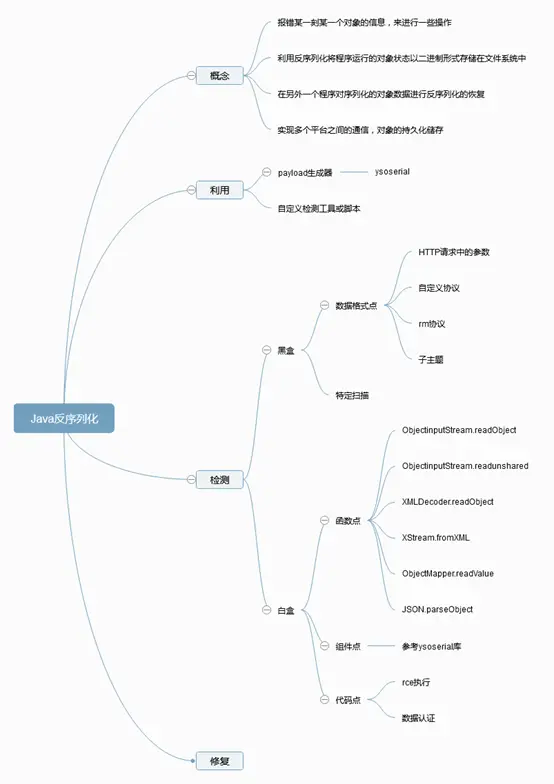 报错某一刻某一个对象的信息，来进行一些操作
利用反序列化将程序运行的对象状态以二进制形式存储在文件系统中
概念
在另外一个程序对序列化的对象数据进行反序列化的恢复
实现多个平台之间的通信，对象的持久化储存
payload生成器
ysoserial
利用
自定义检测工具或脚本
HTTP请求中的参数
自定义协议
数据格式点
rm协议
子主题
黑盒
特定扫描
Java反序列化
检测
ObjectinputStream.readObject
ObjectinputStream.readunshared
XMLDecoder.readObject
函数点
XStream.fromXML
ObjectMapper.readValue
JSON.parseObject
白盒
组件点
参考ysoserial库
rce执行
代码点
数据认证
修复